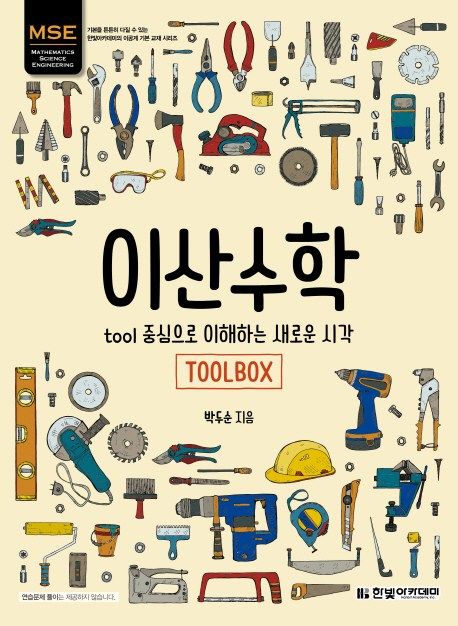 MSE
MATHEMATICS
SCIENCE
ENGINEERING
기본을 튼튼히 다질 수 있는
한빛아카데미의 이공계 기본 교재 시리즈
이산수학
tool 중심으로 이해하는 새로운 시각
TOOLBOX
박두순 지음
연습문제 풀이는 제공하지 않습니다.
한빛아카데미
Hanbit Academy, Inc.